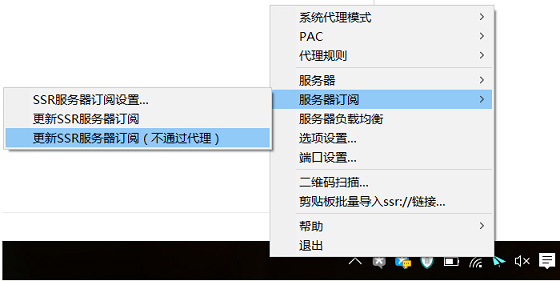 系统代理模式
PAC
代理规则
服务器
服务器订阅
服务器负载均衡
选项设置...
端口设置...
二维码扫描...
剪贴板批量导入ssr://链接...
帮助
退出
SSR服务器订阅设置...
更新SSR服务器订阅
更新SSR服务器订阅（不通过代理）